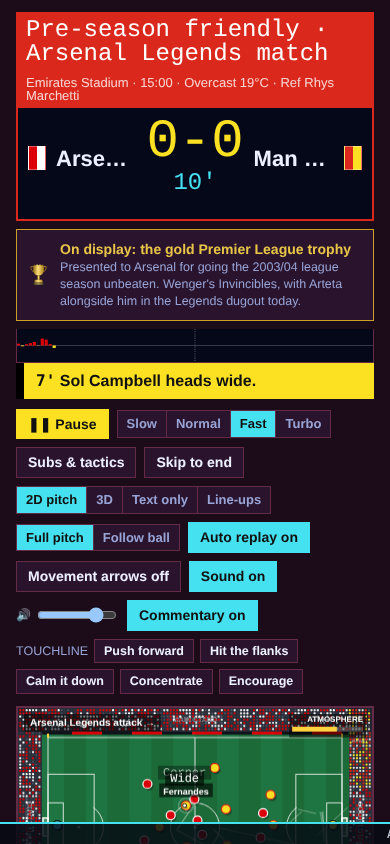 Pre-season friendly ·
Arsenal Legends match
Emirates Stadium · 15:00 · Overcast 19°C · Ref Rhys
Marchetti
Arse… 0-0 Man …
10'
On display: the gold Premier League trophy
Presented to Arsenal for going the 2003/04 league
season unbeaten. Wenger's Invincibles, with Arteta
alongside him in the Legends dugout today.
7' Sol Campbell heads wide.
❚❚ Pause Slow Normal Fast Turbo
Subs & tactics Skip to end
2D pitch 3D Text only Line-ups
Full pitch Follow ball Auto replay on
Movement arrows off Sound on
Commentary on
TOUCHLINE Push forward Hit the flanks
Calm it down Concentrate Encourage
Arsenal Legends attack ATMOSPHERE
Corner
Wide
Fernandes